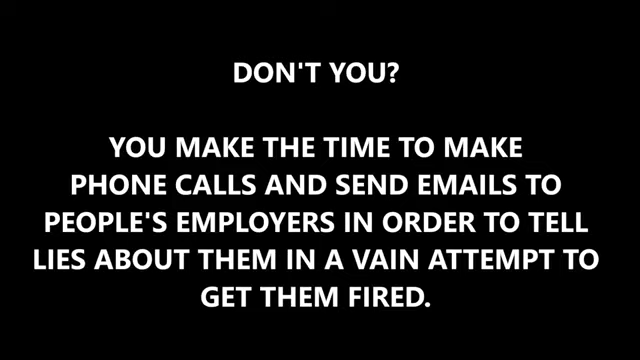 DON'T YOU?
YOU MAKE THE TIME TO MAKE
PHONE CALLS AND SEND EMAILS TO
PEOPLE'S EMPLOYERS IN ORDER TO TELL
LIES ABOUT THEM IN A VAIN ATTEMPT TO
GET THEM FIRED.